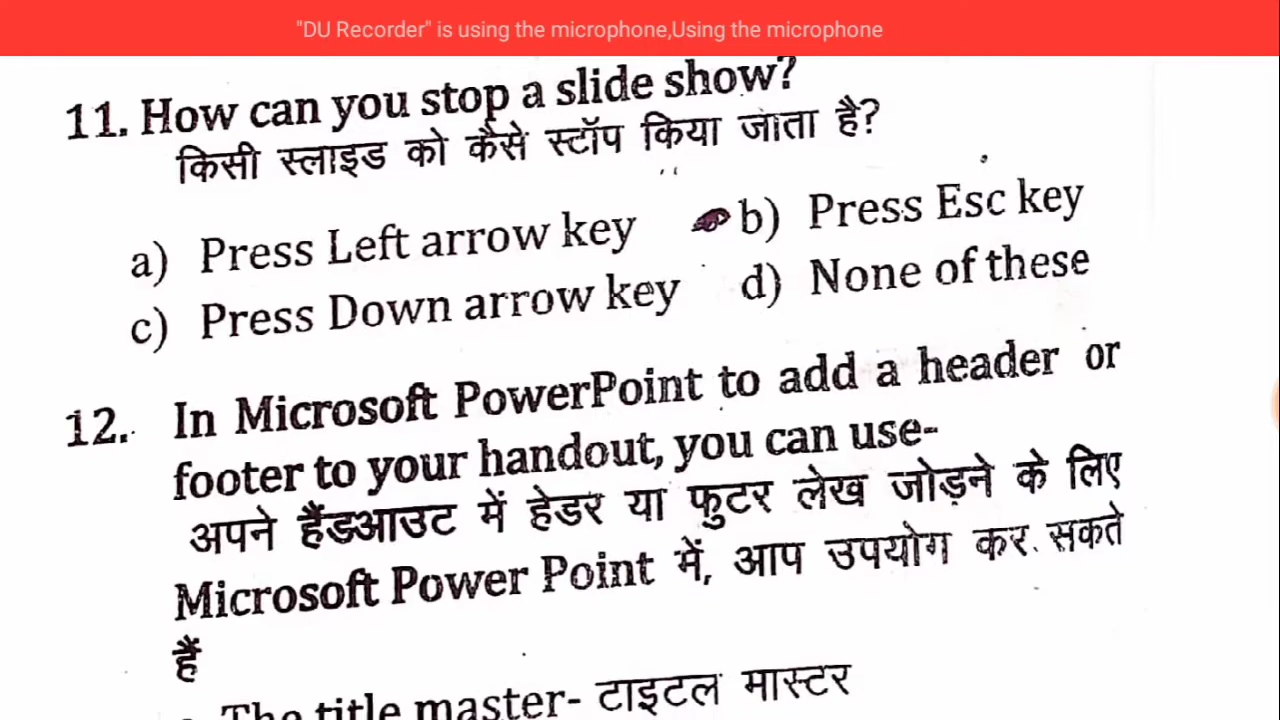 "DU Recorder" is using the microphone,Using the microphone
11. How can you stop a slide show?
किसी स्लाइड को कैसे स्टॉप किया जाता है?
a) Press Left arrow key b) Press Esc key
c) Press Down arrow key d) None of these
12. In Microsoft PowerPoint to add a header or
footer to your handout, you can use-
अपने हैंडआउट में हेडर या फुटर लेख जोड़ने के लिए
Microsoft Power Point में, आप उपयोग कर सकते
हैं
The title master- टाइटल मास्टर